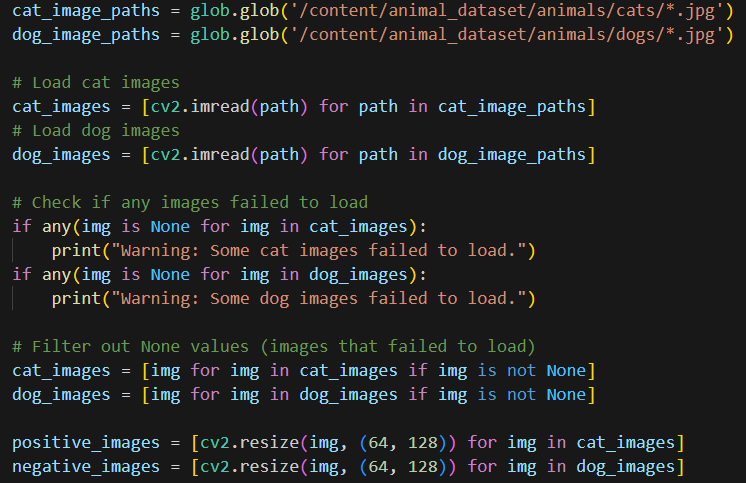 cat_image_paths = glob.glob('/content/animal_dataset/animals/cats/*.jpg')
dog_image_paths = glob.glob('/content/animal_dataset/animals/dogs/*.jpg')

# Load cat images
cat_images = [cv2.imread(path) for path in cat_image_paths]
# Load dog images
dog_images = [cv2.imread(path) for path in dog_image_paths]

# Check if any images failed to load
if any(img is None for img in cat_images):
    print("Warning: Some cat images failed to load.")
if any(img is None for img in dog_images):
    print("Warning: Some dog images failed to load.")

# Filter out None values (images that failed to load)
cat_images = [img for img in cat_images if img is not None]
dog_images = [img for img in dog_images if img is not None]

positive_images = [cv2.resize(img, (64, 128)) for img in cat_images]
negative_images = [cv2.resize(img, (64, 128)) for img in dog_images]